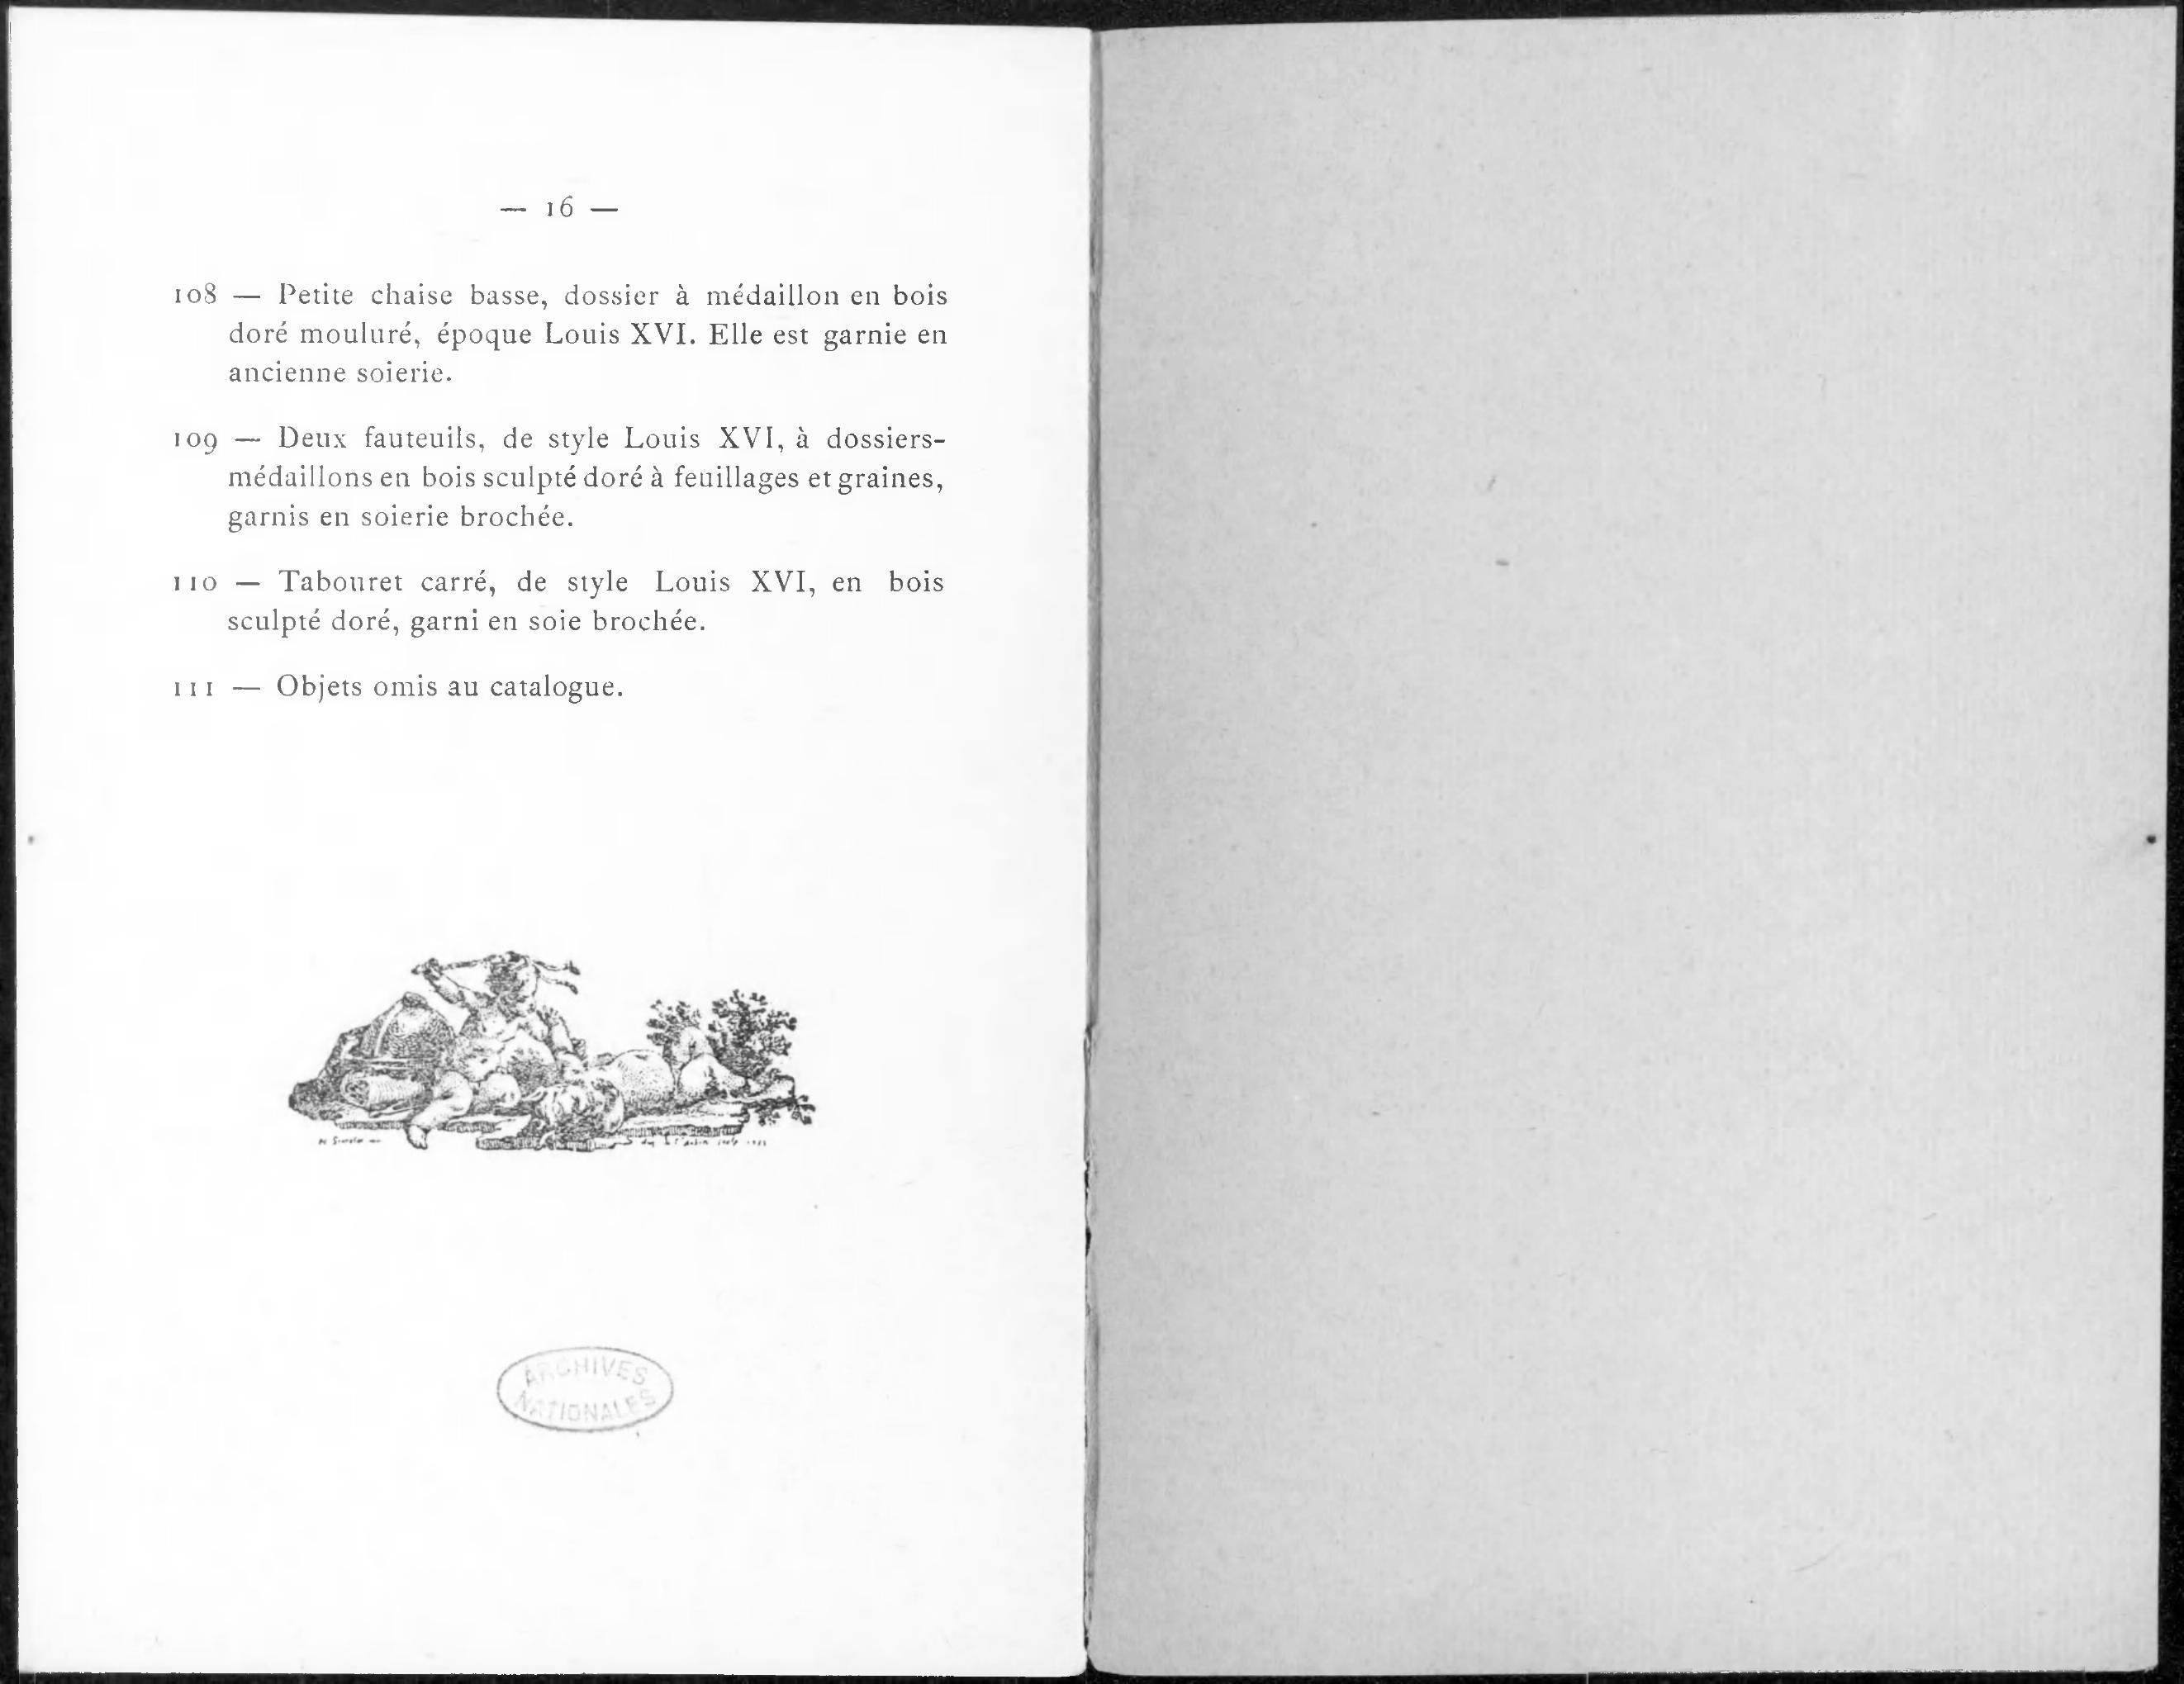 — 16 —
108 — Petite chaise basse, dossier à médaillon en bois
doré mouluré, époque Louis XVI. Elle est garnie en
ancienne soierie.
109 — Deux fauteuils, de style Louis XVI, à dossiers-
médaillons en bois sculpté doré à feuillages et graines,
garnis en soierie brochée.
110 — Tabouret carré, de style Louis XVI, en bois
sculpté doré, garni en soie brochée.
111 — Objets omis au catalogue.
ARCHIVES
NATIONALES